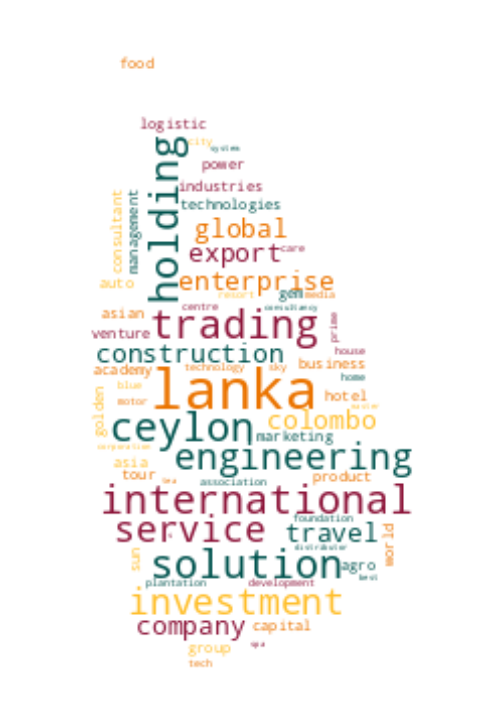 food
logistic
city
system
holding
power
industries
technologies
consultant
management
global
export
care
auto
enterprise
resort
gem
media
centre
consultancy
asian
trading
prime
venture
construction
house
academy
technology
sky
business
home
blue
lanka
motor
hotel
golden
master
ceylon
colombo
marketing
corporation
engineering
asia
tour
tea
association
product
international
foundation
service
travel
world
distributor
sun
solution
agro
best
plantation
development
investment
company
capital
group
spa
tech